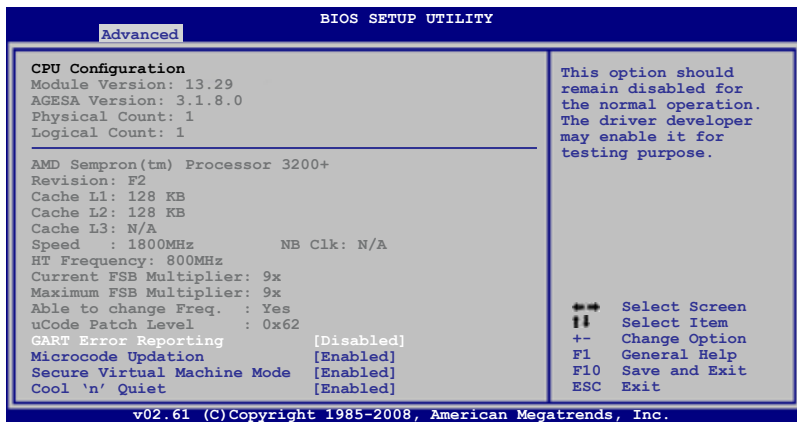 BIOS SETUP UTILITY
Advanced
CPU Configuration
Module Version: 13.29
AGESA Version: 3.1.8.0
Physical Count: 1
Logical Count: 1
AMD Sempron(tm) Processor 3200+
Revision: F2
Cache L1: 128 KB
Cache L2: 128 KB
Cache L3: N/A
Speed : 1800MHz NB Clk: N/A
HT Frequency: 800MHz
Current FSB Multiplier: 9x
Maximum FSB Multiplier: 9x
Able to change Freq. : Yes
uCode Patch Level : 0x62
GART Error Reporting [Disabled]
Microcode Updation [Enabled]
Secure Virtual Machine Mode [Enabled]
Cool ‘n’ Quiet [Enabled]
This option should
remain disabled for
the normal operation.
The driver developer
may enable it for
testing purpose.
←→ Select Screen
↑↓ Select Item
+- Change Option
F1 General Help
F10 Save and Exit
ESC Exit
v02.61 (C)Copyright 1985-2008, American Megatrends, Inc.